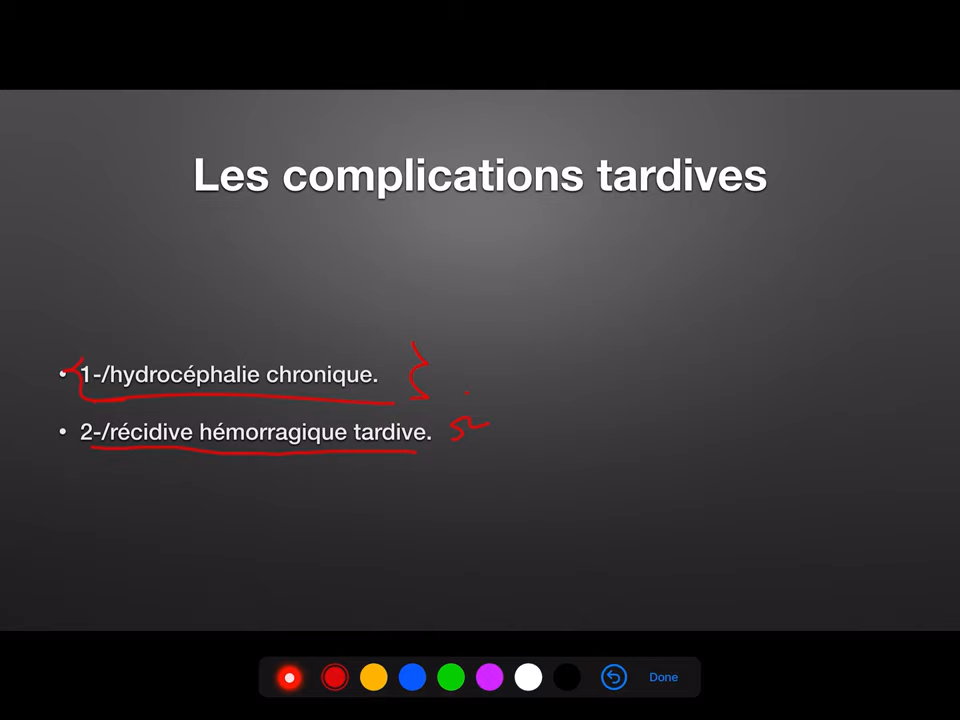 Les complications tardives
• 1-/hydrocéphalie chronique.
• 2-/récidive hémorragique tardive.
Done